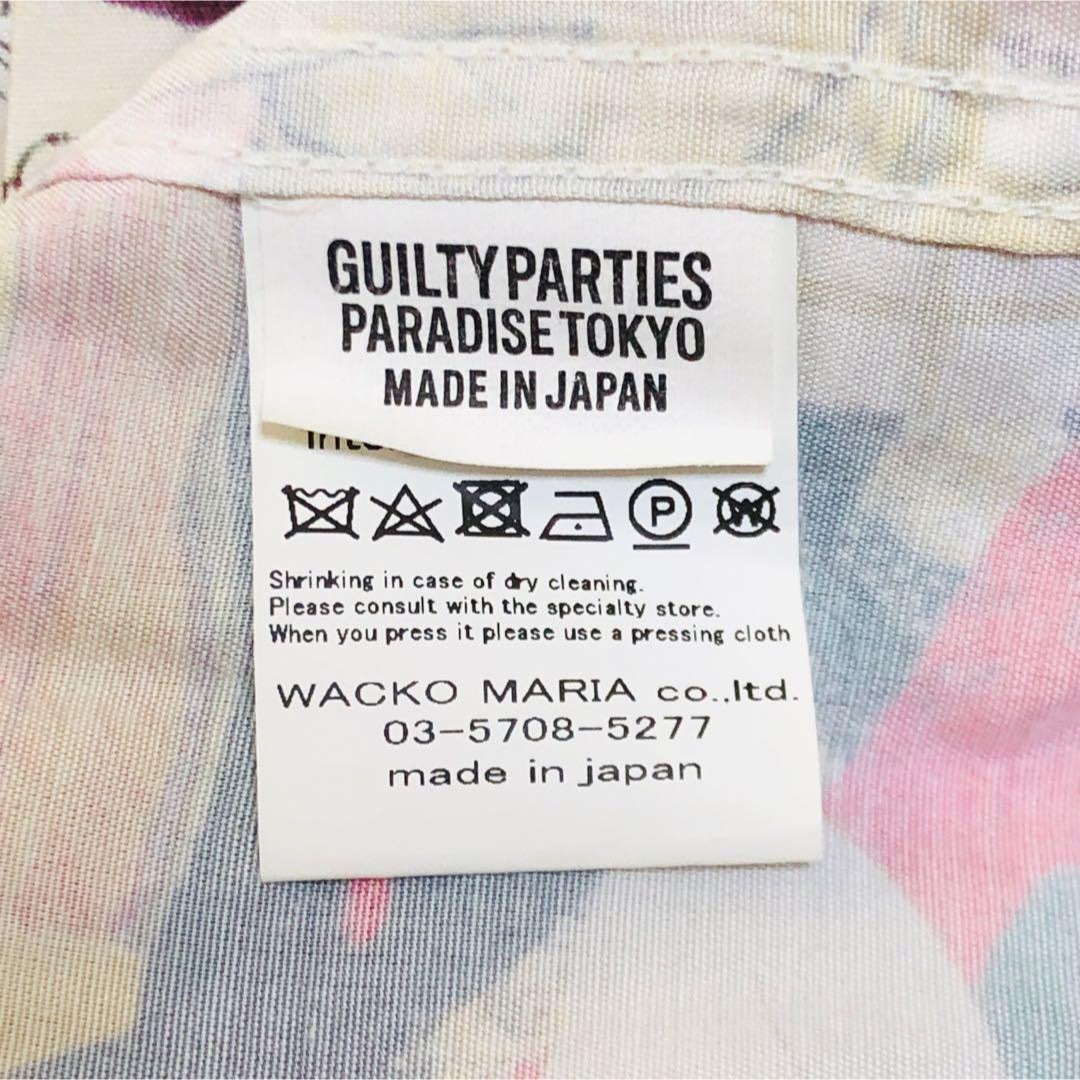 GUILTY PARTIES
PARADISE TOKYO
MADE IN JAPAN
P
W
Shrinking in case of dry cleaning.
Please consult with the specialty store.
When you press it please use a pressing cloth
WACKO MARIA co.,ltd.
03-5708-5277
made in japan